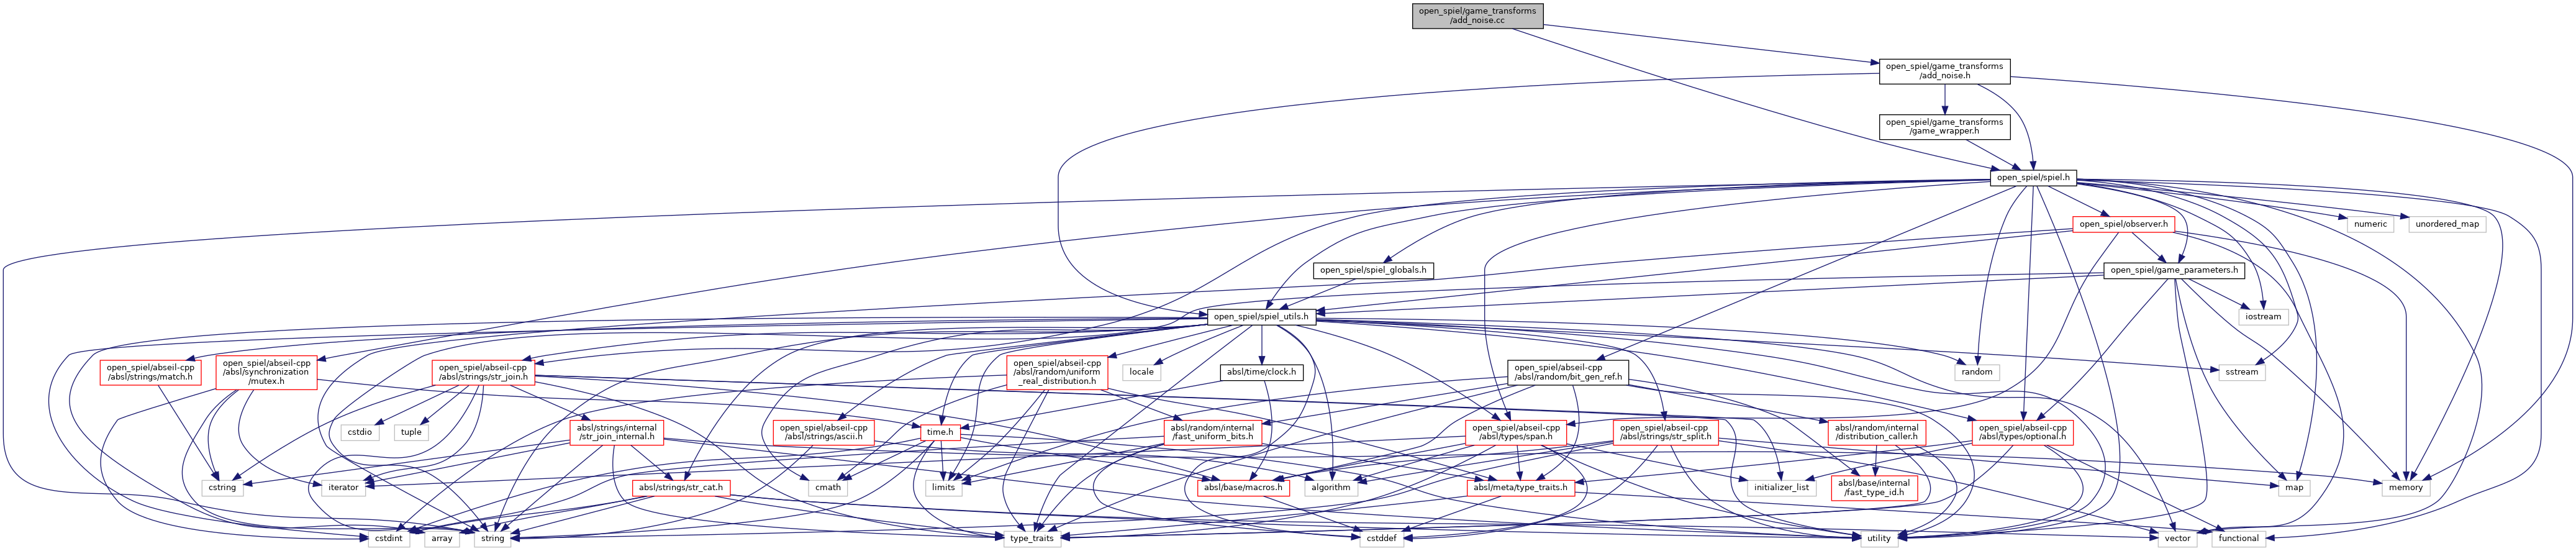 open_spiel/game_transforms
/add_noise.cc
open_spiel/game_transforms
/add_noise.h
open_spiel/game_transforms
/game_wrapper.h
open_spiel/spiel.h
open_spiel/observer.h
numeric
unordered_map
open_spiel/spiel_globals.h
open_spiel/game_parameters.h
open_spiel/spiel_utils.h
iostream
open_spiel/abseil-cpp
/absl/strings/match.h
open_spiel/abseil-cpp
/absl/synchronization
/mutex.h
open_spiel/abseil-cpp
/absl/strings/str_join.h
open_spiel/abseil-cpp
/absl/random/uniform
_real_distribution.h
locale
absl/time/clock.h
open_spiel/abseil-cpp
/absl/random/bit_gen_ref.h
random
sstream
cstdio
tuple
absl/strings/internal
/str_join_internal.h
open_spiel/abseil-cpp
/absl/strings/ascii.h
time.h
absl/random/internal
/fast_uniform_bits.h
open_spiel/abseil-cpp
/absl/types/span.h
open_spiel/abseil-cpp
/absl/strings/str_split.h
absl/random/internal
/distribution_caller.h
open_spiel/abseil-cpp
/absl/types/optional.h
cstring
iterator
absl/strings/str_cat.h
cmath
limits
absl/base/macros.h
algorithm
absl/meta/type_traits.h
initializer_list
absl/base/internal
/fast_type_id.h
map
memory
cstdint
array
string
type_traits
cstddef
utility
vector
functional